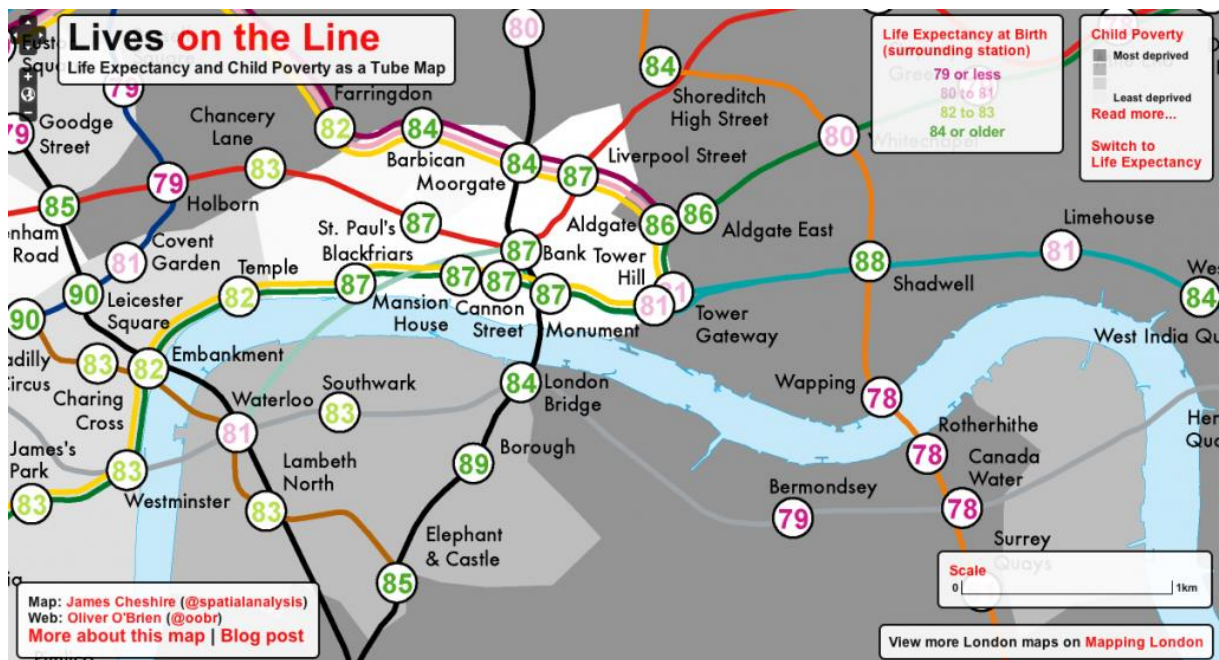 Lives on the Line
Life Expectancy and Child Poverty as a Tube Map
Life Expectancy at Birth
(surrounding station)
79 or less
80 to 81
82 to 83
84 or older
Child Poverty
Most deprived
Least deprived
Read more...
Switch to
Life Expectancy
80
78
79
Farringdon
84
Shoreditch
High Street
Goodge
Street
79
Chancery
Lane
82
84
Barbican
Moorgate
84
Liverpool Street
80
Whitechapel
85
79
Holborn
83
87
enham
Road
St. Paul's
87
Aldgate
86
86
Aldgate East
Limehouse
Covent
Garden
81
Temple
Blackfriars
87
Bank
Tower
Hill
81
88
Shadwell
90
Leicester
Square
82
87
Mansion
House
87
87
Cannon
Street
87
Monument
81
81
Tower
Gateway
84
West India Qu
90
adilly
Circus
83
Charing
Cross
82
Embankment
Southwark
84
London
Bridge
Wapping
78
Waterloo
81
83
Borough
Rotherhithe
78
Canada
Water
James's
Park
83
83
Westminster
Lambeth
North
83
89
Bermondsey
79
78
Surrey
Quays
Elephant
& Castle
85
Scale
0
1km
Map: James Cheshire (@spatialanalysis)
Web: Oliver O'Brien (@oobr)
More about this map | Blog post
View more London maps on Mapping London